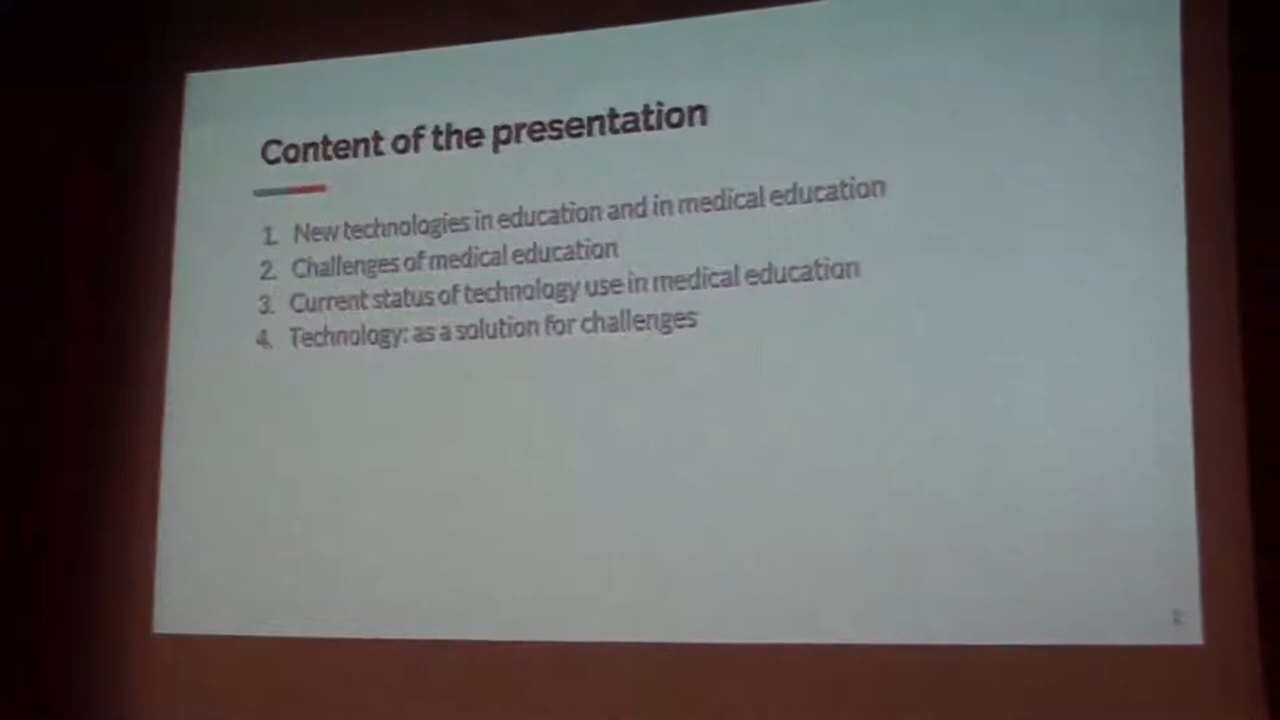 Content of the presentation
1. New technologies in education and in medical education
2. Challenges of medical education
3. Current status of technology use in medical education
4. Technology: as a solution for challenges
2